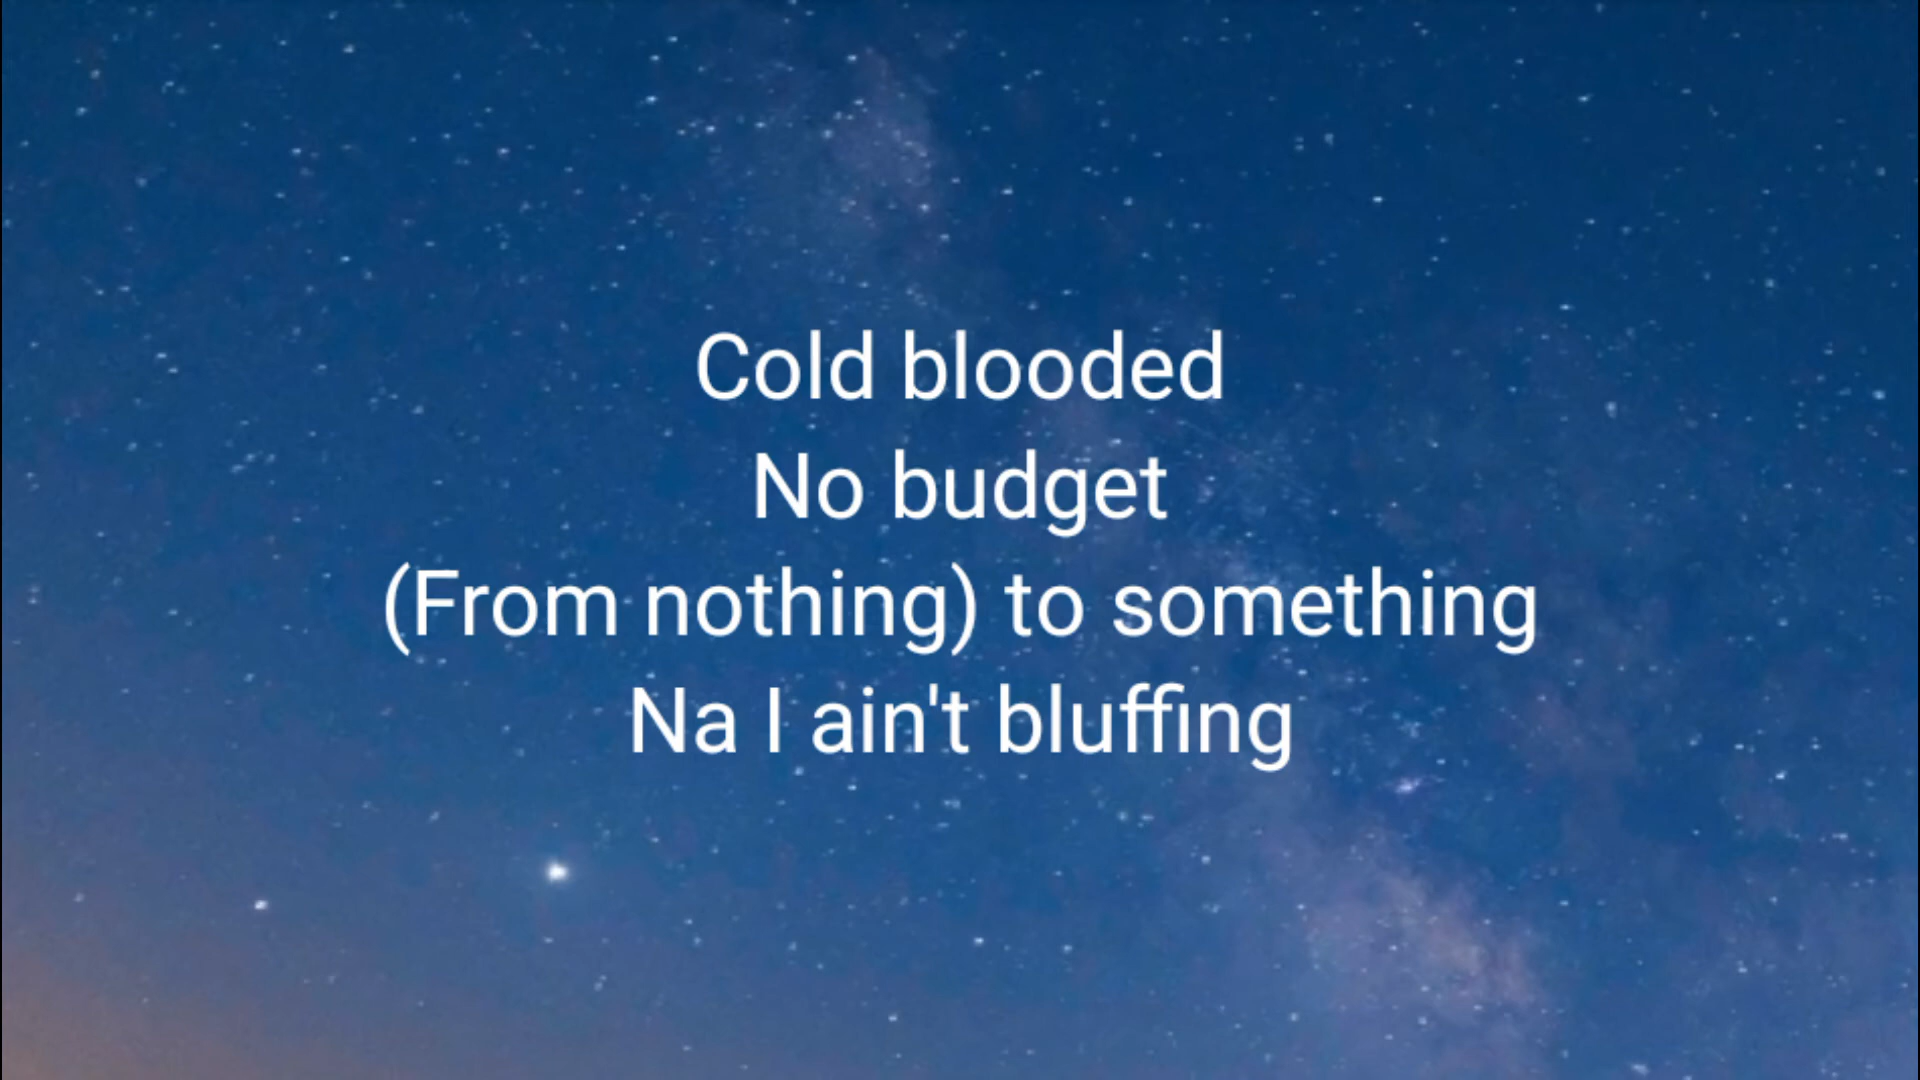 Cold blooded
No budget
(From nothing) to something
Na I ain't bluffing